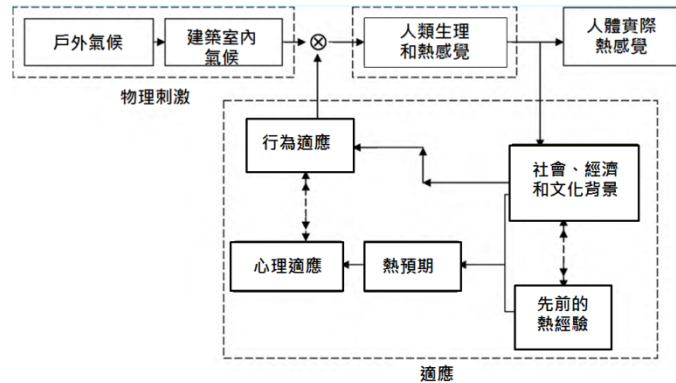 戶外氣候
建築室內
氣候
⊗
人類生理
和熱感覺
人體實際
熱感覺
物理刺激
行為適應
社會、經濟
和文化背景
心理適應
熱預期
先前的
熱經驗
適應